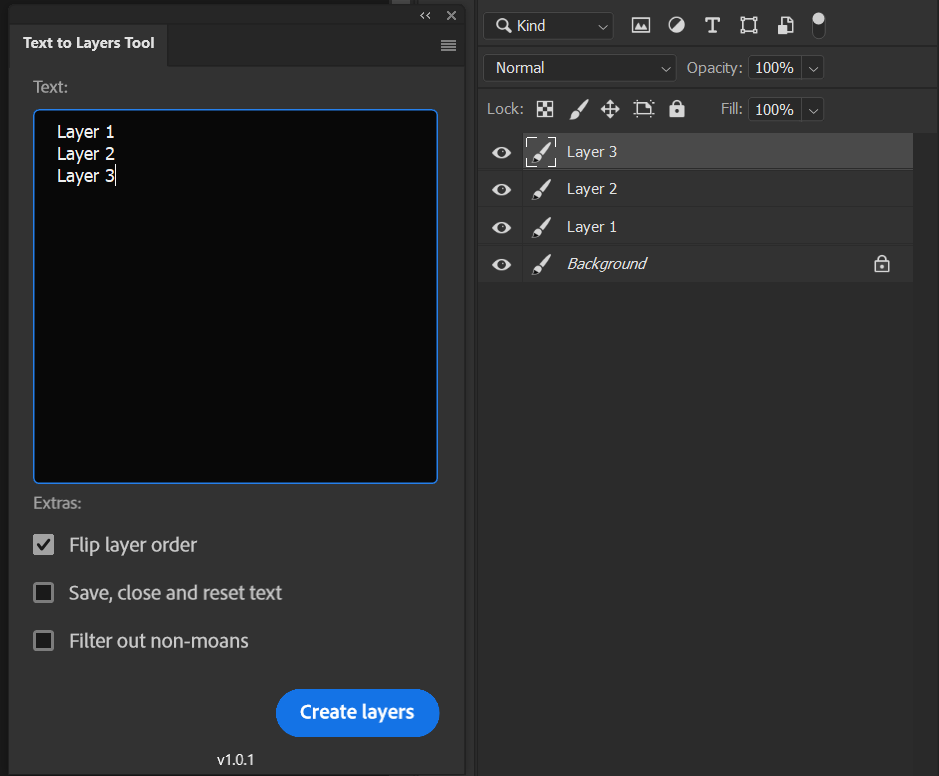 Text to Layers Tool
Text:
Layer 1
Layer 2
Layer 3
Extras:
Flip layer order
Save, close and reset text
Filter out non-moans
Create layers
v1.0.1
Kind
Normal
Opacity: 100%
Lock:
Fill: 100%
Layer 3
Layer 2
Layer 1
Background